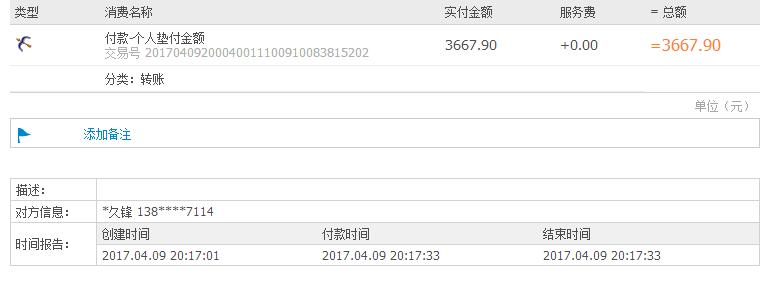 类型 消费名称 实付金额 服务费 = 总额
付款-个人垫付金额 3667.90 +0.00 =3667.90
交易号 20170409200040011100910083815202
分类：转账
单位（元）
添加备注
描述：
对方信息： *久锋 138****7114
时间报告： 创建时间 付款时间 结束时间
2017.04.09 20:17:01 2017.04.09 20:17:33 2017.04.09 20:17:33